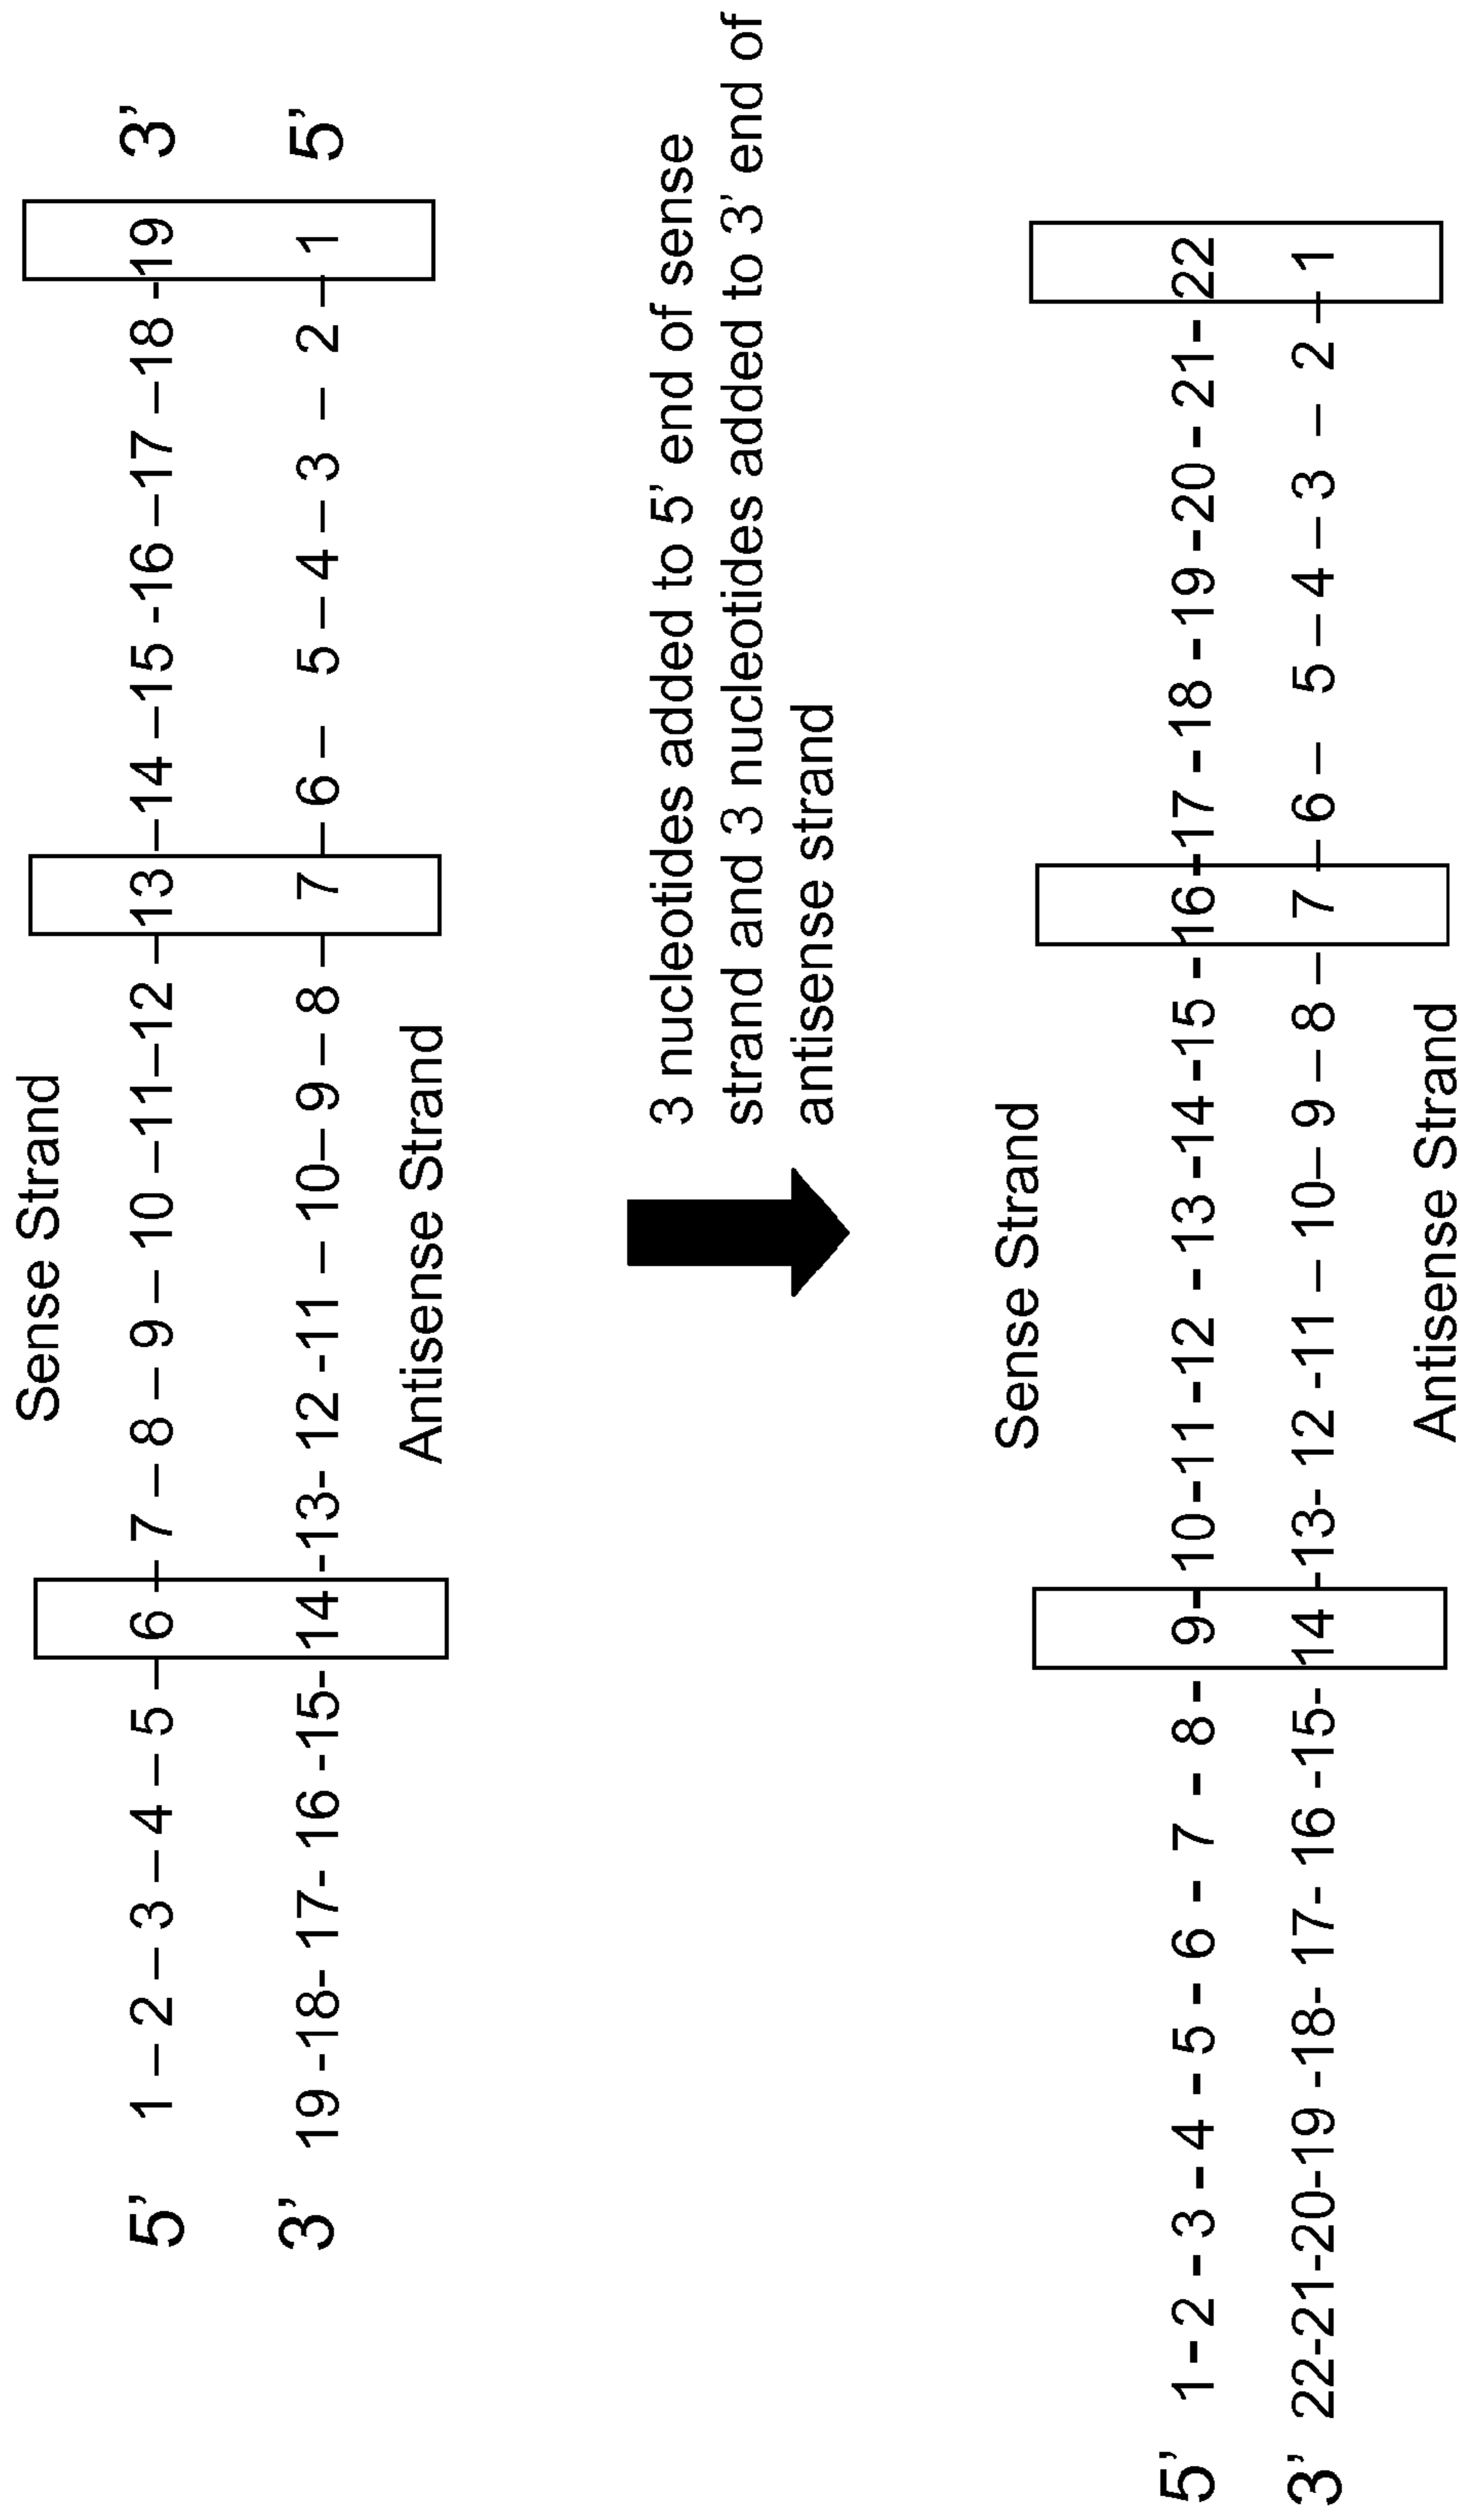 Sense Strand
5’ 1 – 2 – 3 – 4 – 5 – 6 – 7 – 8 – 9 – 10 –11–12 –13 –14 –15 -16 –17 –18 -19 3’
3’ 19 -18- 17- 16 -15- 14 -13- 12 -11 – 10– 9 – 8 – 7 – 6 – 5 – 4 – 3 – 2 – 1 5’
Antisense Strand
3 nucleotides added to 5’ end of sense
strand and 3 nucleotides added to 3’ end of
antisense strand
Sense Strand
5’ 1- 2 - 3 - 4 - 5 - 6 - 7 - 8- 9-10-11-12 -13-14-15 -16-17 -18 -19-20-21- 22
3’ 22-21-20-19 -18- 17- 16 -15- 14 -13- 12 -11 – 10– 9 – 8 – 7 – 6 – 5 – 4 – 3 – 2 – 1
Antisense Strand